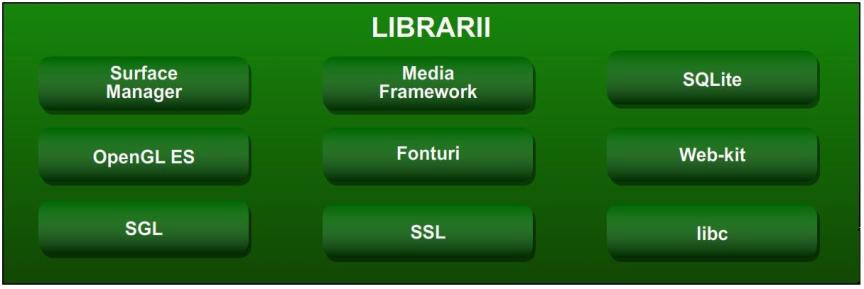 LIBRARII
Surface
Manager
Media
Framework
SQLite
OpenGL ES
Fonturi
Web-kit
SGL
SSL
libc